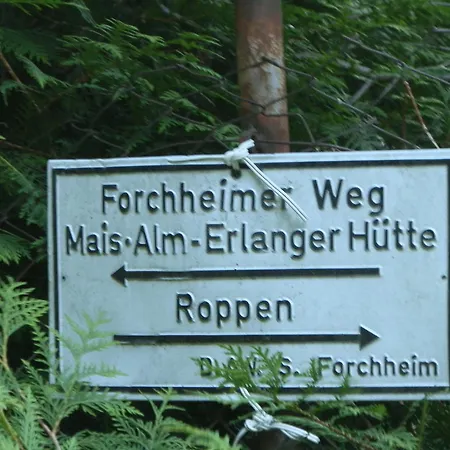 Forchheimer Weg
Mais·Alm-Erlanger Hütte
Roppen
S.. Forchheim